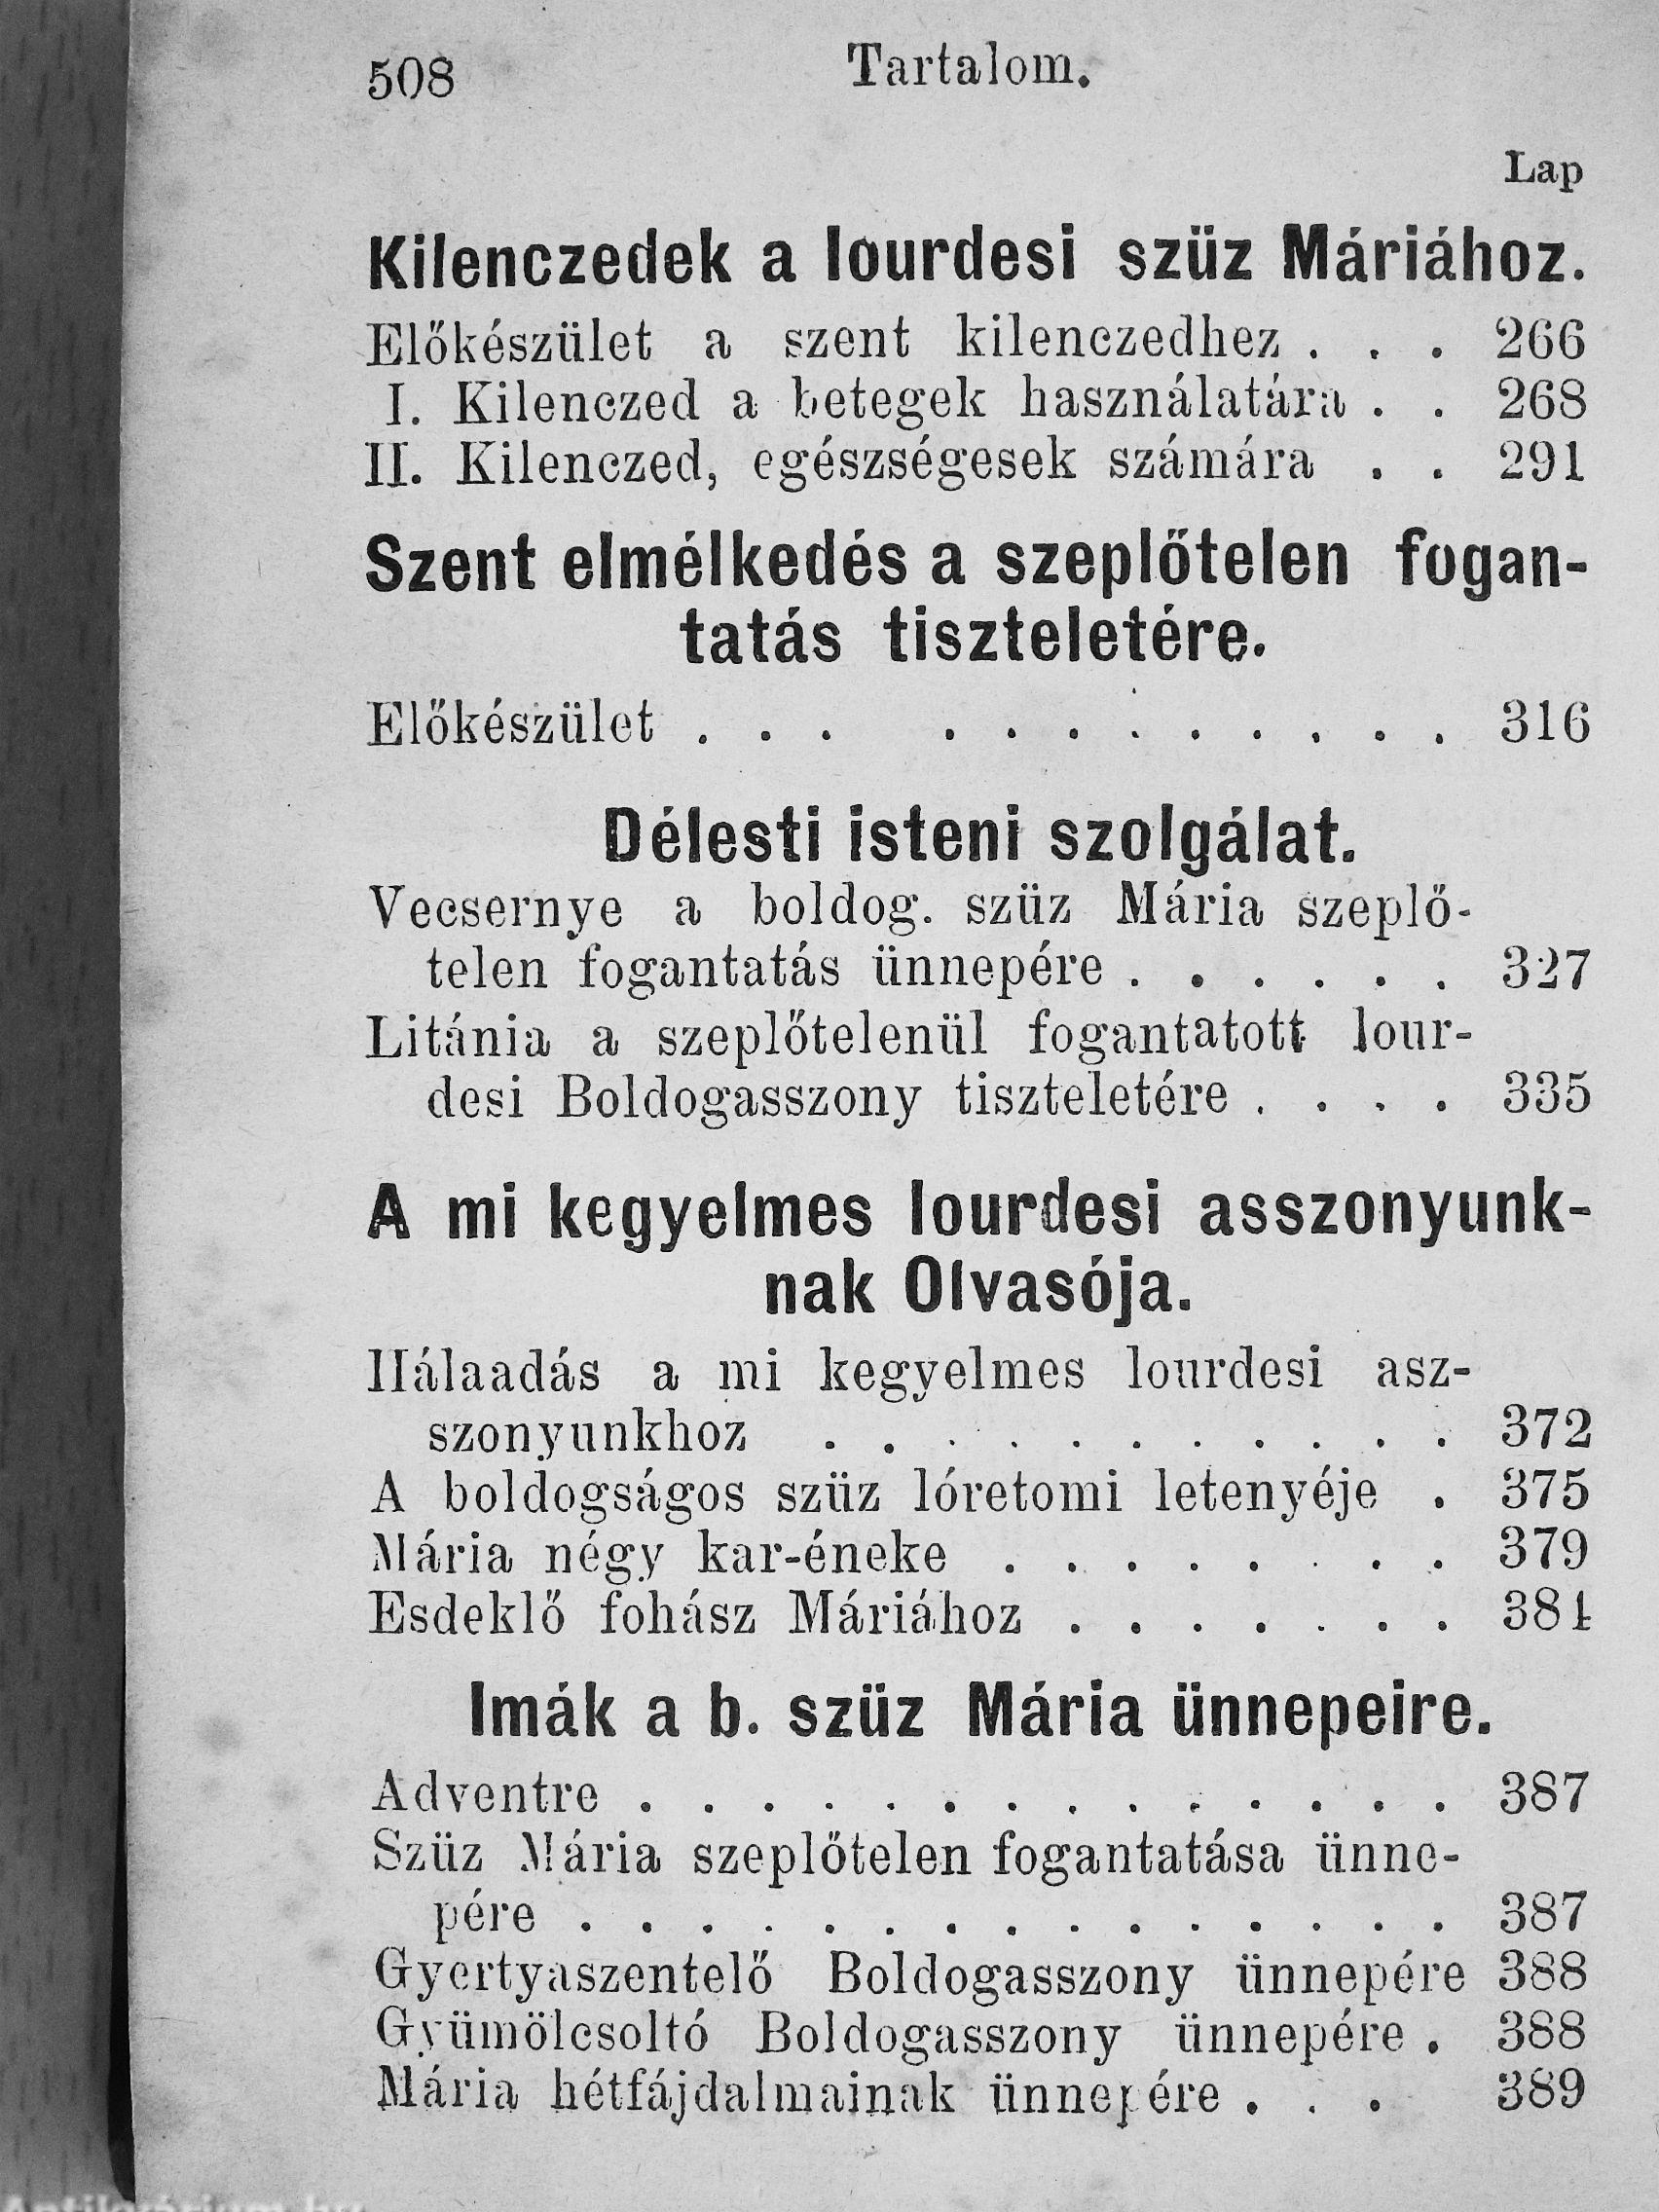 508 Tartalom.
Lap
Kilenczedek a lourdesi szüz Máriához.
Előkészület a szent kilenczedhez . . . 266
I. Kilenczed a betegek használatára . . 268
II. Kilenczed, egészségesek számára . . 291
Szent elmélkedés a szeplőtelen fogan-
tatás tiszteletére.
Előkészület . . . . . . . . . . . . 316
Délesti isteni szolgálat.
Vecsernye a boldog. szüz Mária szeplő-
telen fogantatás ünnepére . . . . . . 327
Litánia a szeplőtelenül fogantatott lour-
desi Boldogasszony tiszteletére . . . . 335
A mi kegyelmes lourdesi asszonyunk-
nak Olvasója.
Hálaadás a mi kegyelmes lourdesi asz-
szonyunkhoz . . . . . . . . . . . 372
A boldogságos szüz lóretomi letenyéje . 375
Mária négy kar-éneke . . . . . . . . 379
Esdeklő fohász Máriához . . . . . . . 384
Imák a b. szüz Mária ünnepeire.
Adventre . . . . . . . . . . . . . . 387
Szüz Mária szeplőtelen fogantatása ünne-
pére . . . . . . . . . . . . . . . 387
Gyertyaszentelő Boldogasszony ünnepére 388
Gyümölcsoltó Boldogasszony ünnepére . 388
Mária hétfájdalmainak ünnepére . . . 389
Antikvárium.hu